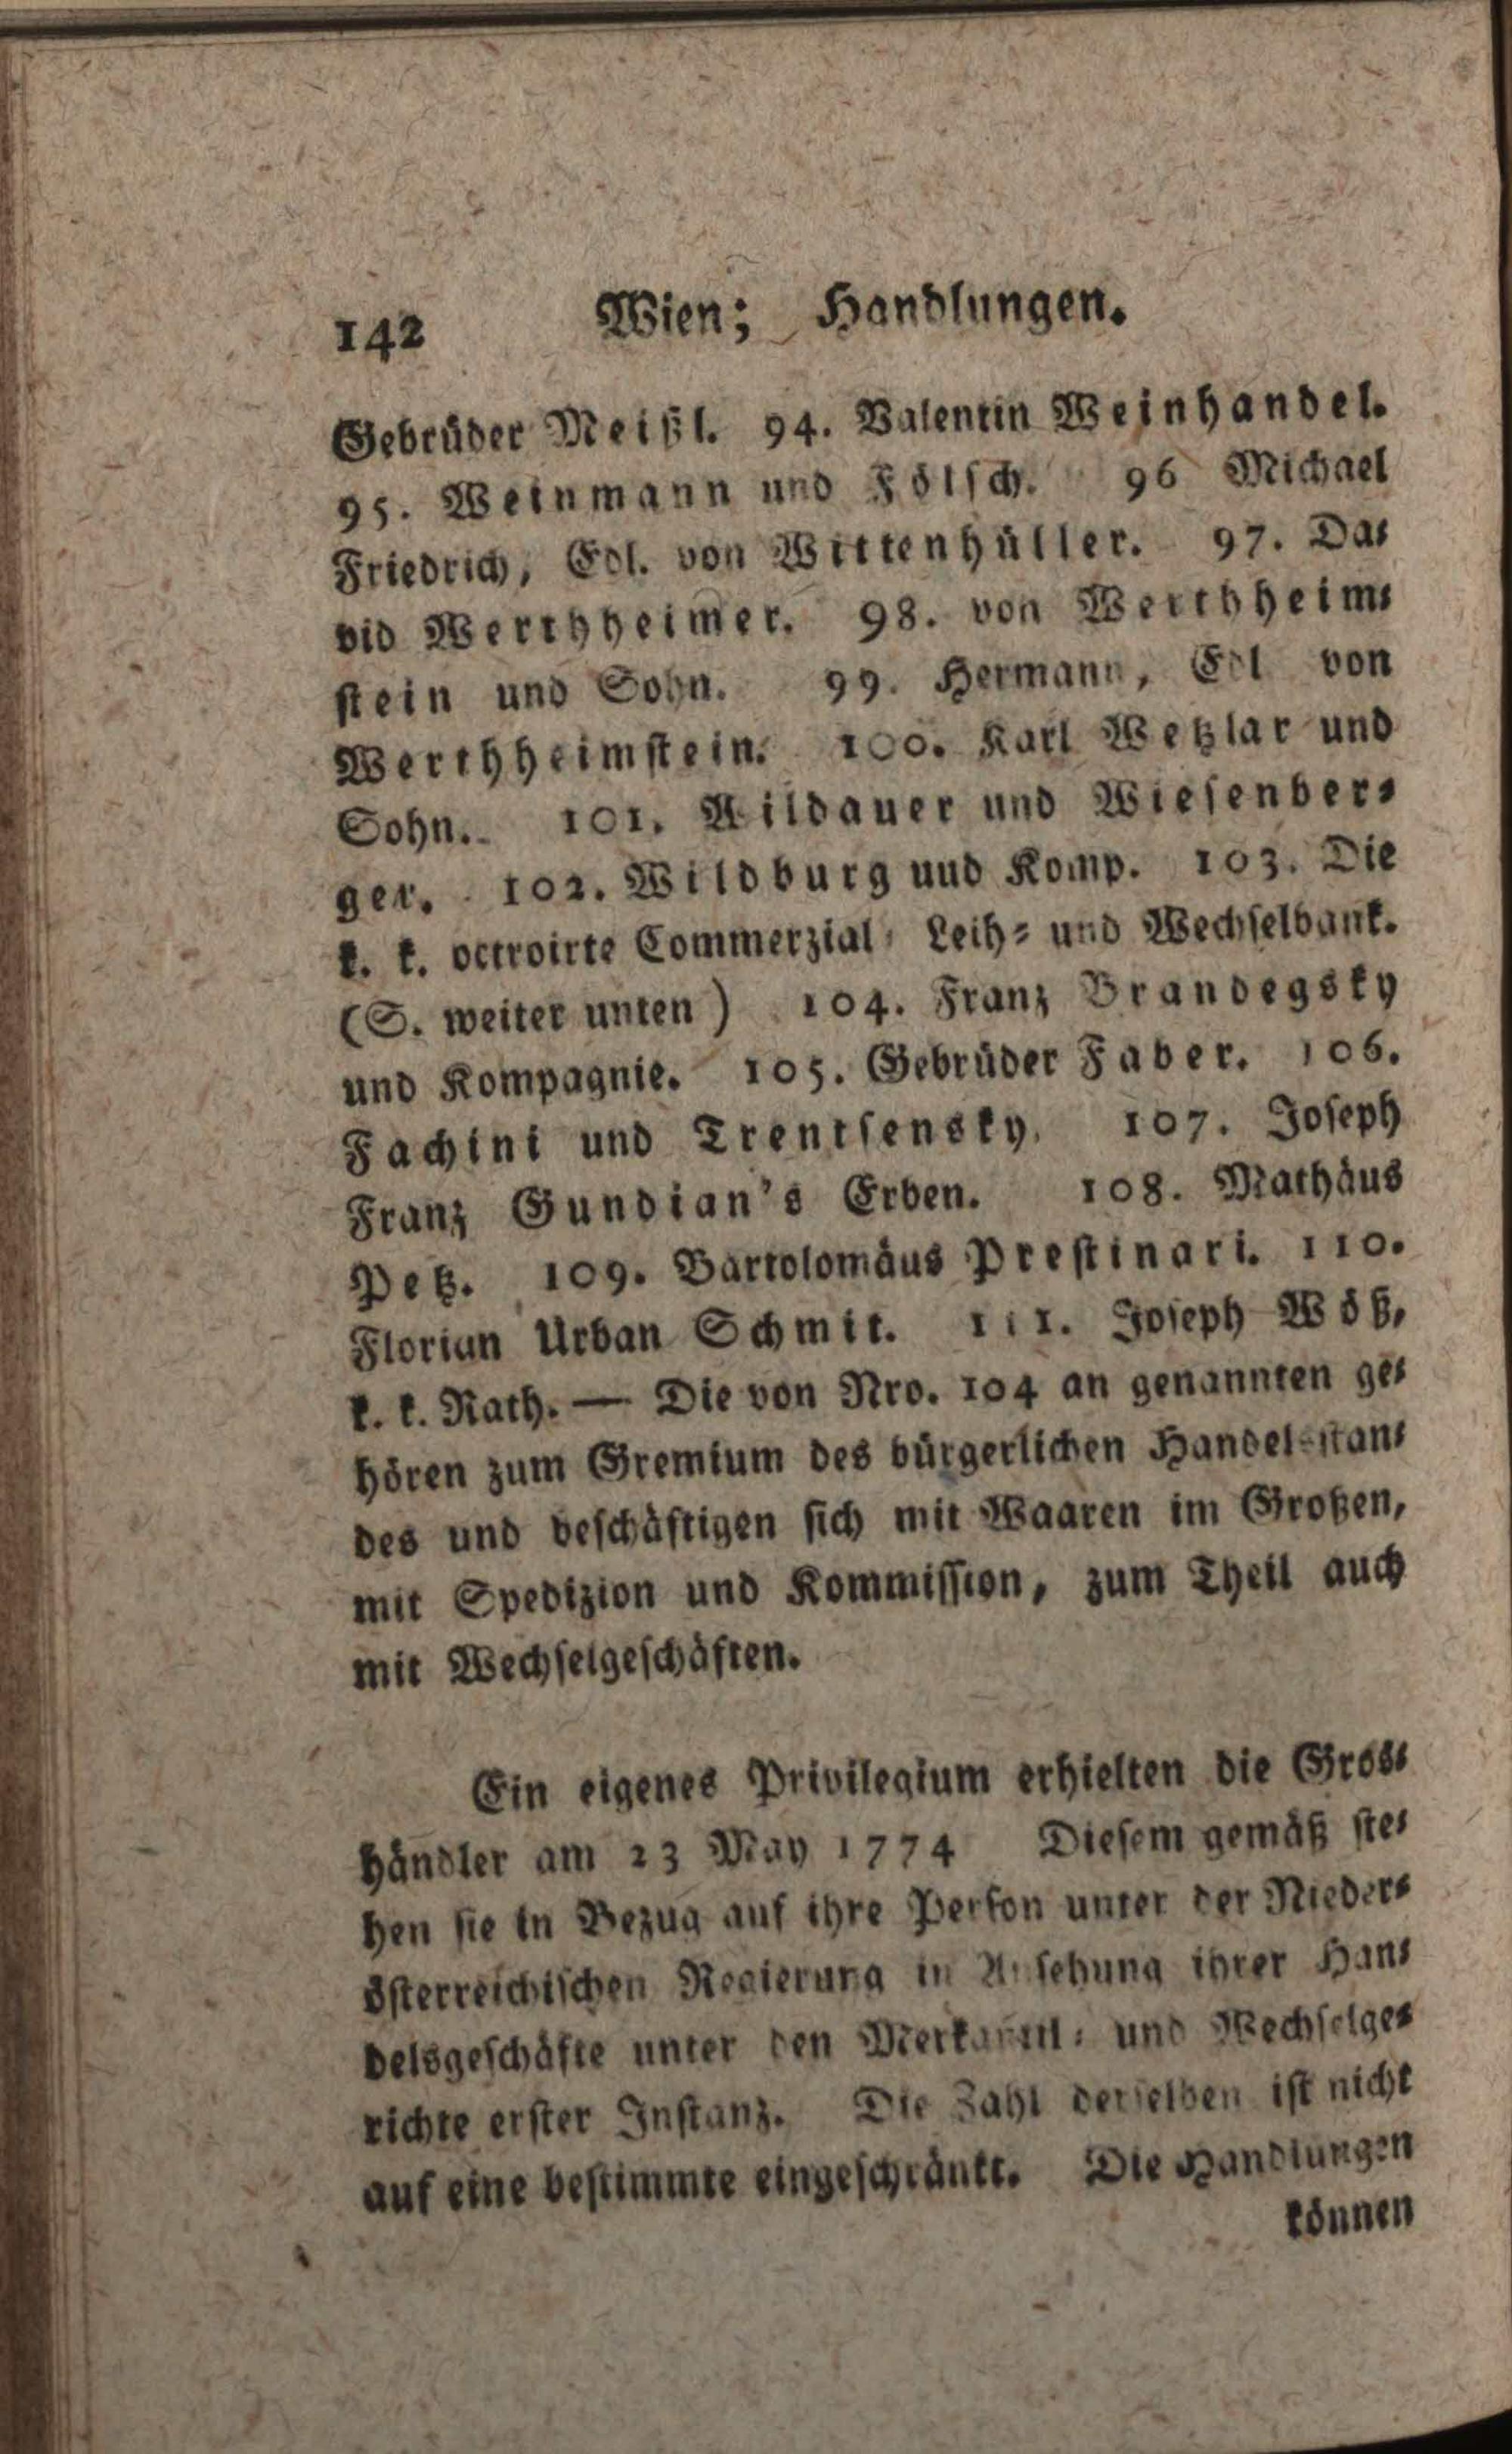 142 Wien; Handlungen.
Gebrüder Meißl. 94. Valentin Weinhandel.
95. Weinmann und Fölsch. 96 Michael
Friedrich, Edl. von Wittenhüller. 97. Da-
vid Werthheimer. 98. von Werthheim-
stein und Sohn. 99. Hermann, Edl von
Werthheimstein. 100. Karl Wetzlar und
Sohn. 101. Wildauer und Wiesenber-
ger. 102. Wildburg uud Komp. 103. Die
k. k. octroirte Commerzial- Leih- und Wechselbank.
(S. weiter unten) 104. Franz Brandegsky
und Kompagnie. 105. Gebrüder Faber. 106.
Fachini und Trentsensky. 107. Joseph
Franz Gundian's Erben. 108. Mathäus
Petz. 109. Bartolomäus Prestinari. 110.
Florian Urban Schmit. 111. Joseph Wöß,
k. k. Rath. — Die von Nro. 104 an genannten ge-
hören zum Gremium des bürgerlichen Handelsstan-
des und beschäftigen sich mit Waaren im Großen,
mit Spedizion und Kommission, zum Theil auch
mit Wechselgeschäften.
Ein eigenes Privilegium erhielten die Gros-
händler am 23 May 1774 Diesem gemäß ste-
hen sie in Bezug auf ihre Person unter der Nieder-
österreichischen Regierung in Ansehung ihrer Han-
delsgeschäfte unter den Merkantil- und Wechselge-
richte erster Instanz. Die Zahl derselben ist nicht
auf eine bestimmte eingeschränkt. Die Handlungen
können